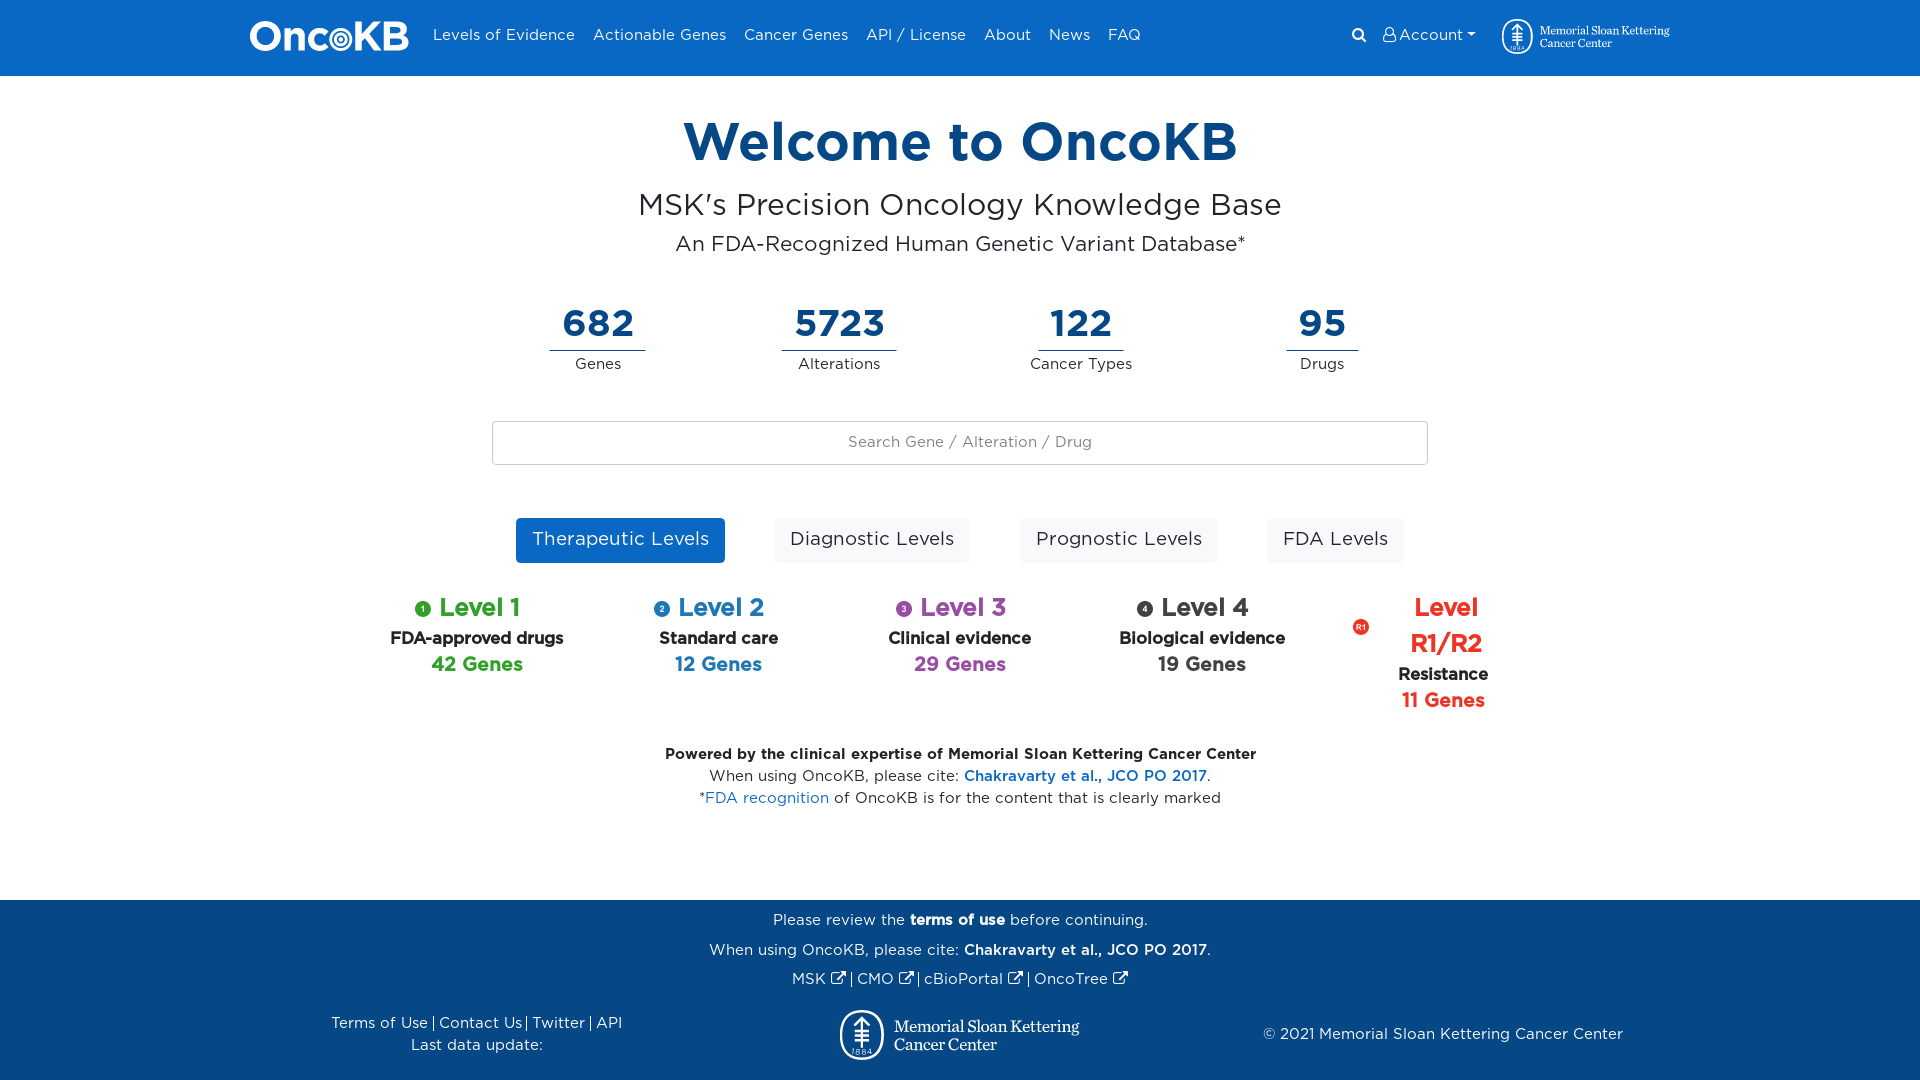 OncoKB
Levels of Evidence
Actionable Genes
Cancer Genes
API / License
About
News
FAQ
Account
Memorial Sloan Kettering
Cancer Center
1884
Welcome to OncoKB
MSK's Precision Oncology Knowledge Base
An FDA-Recognized Human Genetic Variant Database*
682
Genes
5723
Alterations
122
Cancer Types
95
Drugs
Search Gene / Alteration / Drug
Therapeutic Levels
Diagnostic Levels
Prognostic Levels
FDA Levels
1 Level 1
FDA-approved drugs
42 Genes
2 Level 2
Standard care
12 Genes
3 Level 3
Clinical evidence
29 Genes
4 Level 4
Biological evidence
19 Genes
R1 Level
R1/R2
Resistance
11 Genes
Powered by the clinical expertise of Memorial Sloan Kettering Cancer Center
When using OncoKB, please cite: Chakravarty et al., JCO PO 2017.
*FDA recognition of OncoKB is for the content that is clearly marked
Please review the terms of use before continuing.
When using OncoKB, please cite: Chakravarty et al., JCO PO 2017.
MSK | CMO | cBioPortal | OncoTree
Terms of Use | Contact Us | Twitter | API
Last data update:
Memorial Sloan Kettering
Cancer Center
1884
© 2021 Memorial Sloan Kettering Cancer Center